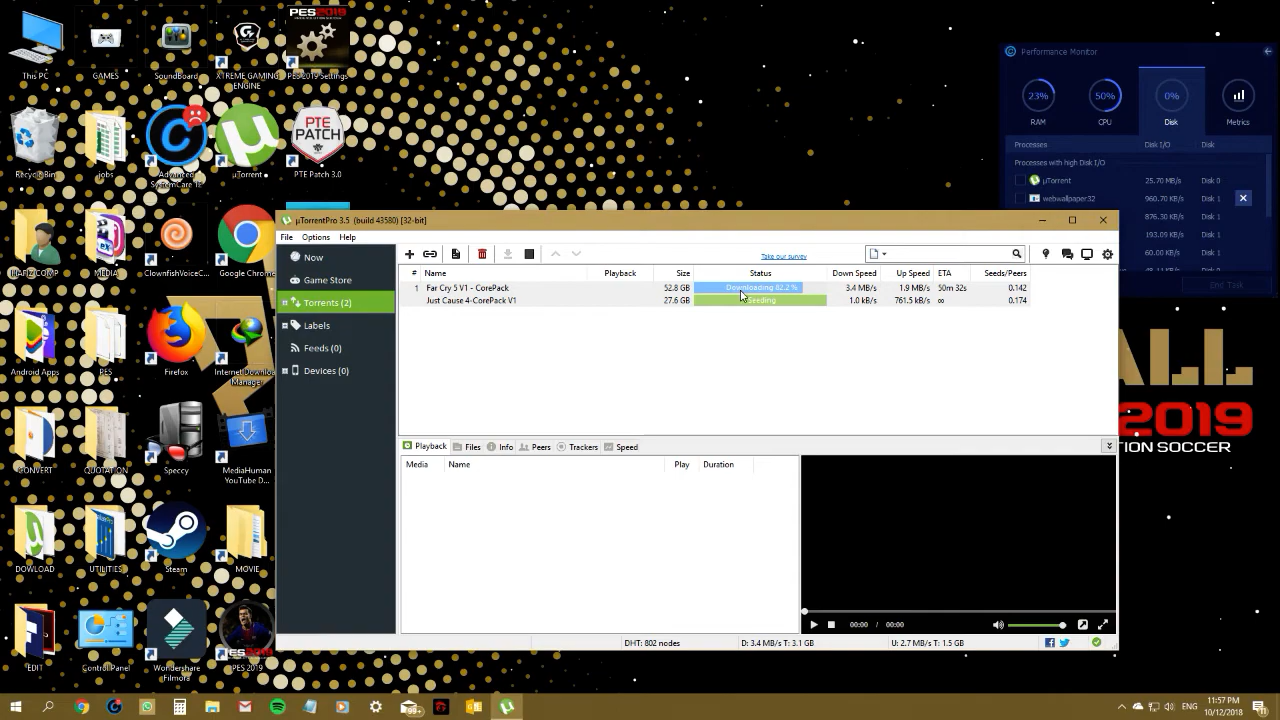 This PC
GAMES
SoundBoard
XTREME GAMING
ENGINE
PES2019
PES 2019 Settings
Recycle Bin
jobs
Advanced
SystemCare 12
µTorrent
PTE
PATCH
PTE Patch 3.0
MEDIA
ClownfishVoiceC...
Google Chrome
Android Apps
PES
Firefox
Internet Download
Manager
CONVERT
QUOTATION
Speccy
MediaHuman
YouTube D...
DOWLOAD
UTILITIES
Steam
MOVIE
EDIT
Control Panel
Wondershare
Filmora
PES 2019
Performance Monitor
23%
50%
0%
RAM
CPU
Disk
Metrics
Processes
Disk I/O
Disk
Processes with high Disk I/O
µTorrent
25.70 MB/s
Disk 0
webwallpaper32
960.70 KB/s
Disk 1
876.30 KB/s
Disk 1
193.09 KB/s
Disk 1
60.00 KB/s
Disk 1
End Task
µTorrentPro 3.5 (build 43580) [32-bit]
File Options Help
Now
Game Store
Torrents (2)
Labels
Feeds (0)
Devices (0)
Take our survey
# Name Playback Size Status Down Speed Up Speed ETA Seeds/Peers
1 Far Cry 5 V1 - CorePack 52.8 GB Downloading 82.2 % 3.4 MB/s 1.9 MB/s 50m 32s 0.142
Just Cause 4-CorePack V1 27.6 GB Seeding 1.0 kB/s 761.5 kB/s ∞ 0.174
Playback Files Info Peers Trackers Speed
Media Name Play Duration
00:00 / 00:00
DHT: 802 nodes D: 3.4 MB/s T: 3.1 GB U: 2.7 MB/s T: 1.5 GB
ALL
2019
TION SOCCER
99+
ENG
11:57 PM
10/12/2018
11